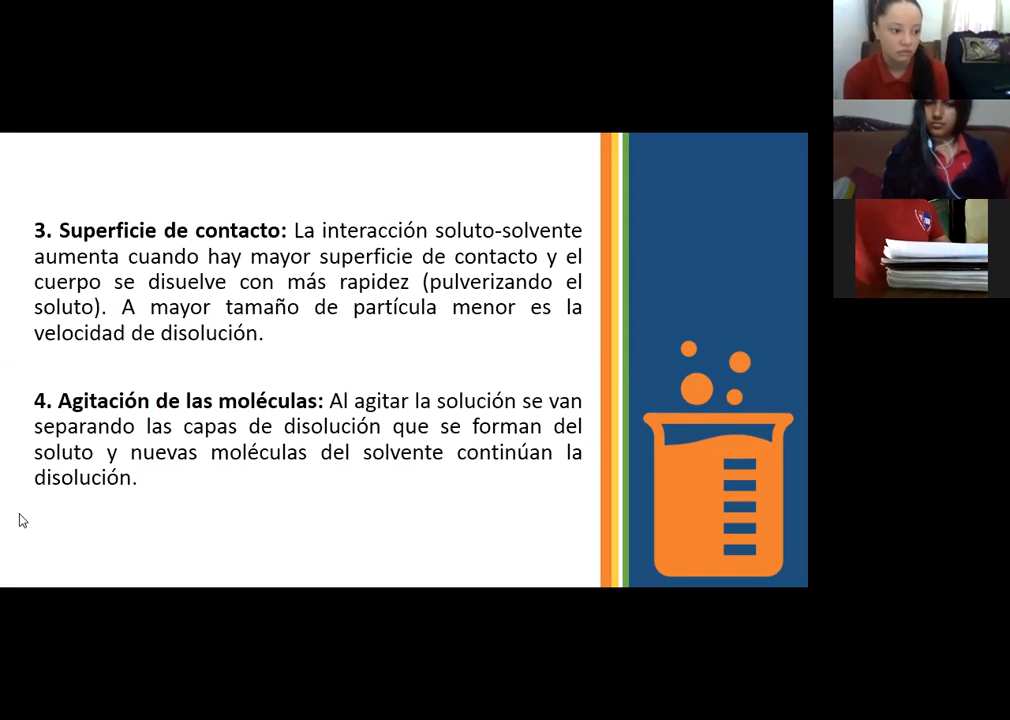 3. Superficie de contacto: La interacción soluto-solvente
aumenta cuando hay mayor superficie de contacto y el
cuerpo se disuelve con más rapidez (pulverizando el
soluto). A mayor tamaño de partícula menor es la
velocidad de disolución.
4. Agitación de las moléculas: Al agitar la solución se van
separando las capas de disolución que se forman del
soluto y nuevas moléculas del solvente continúan la
disolución.